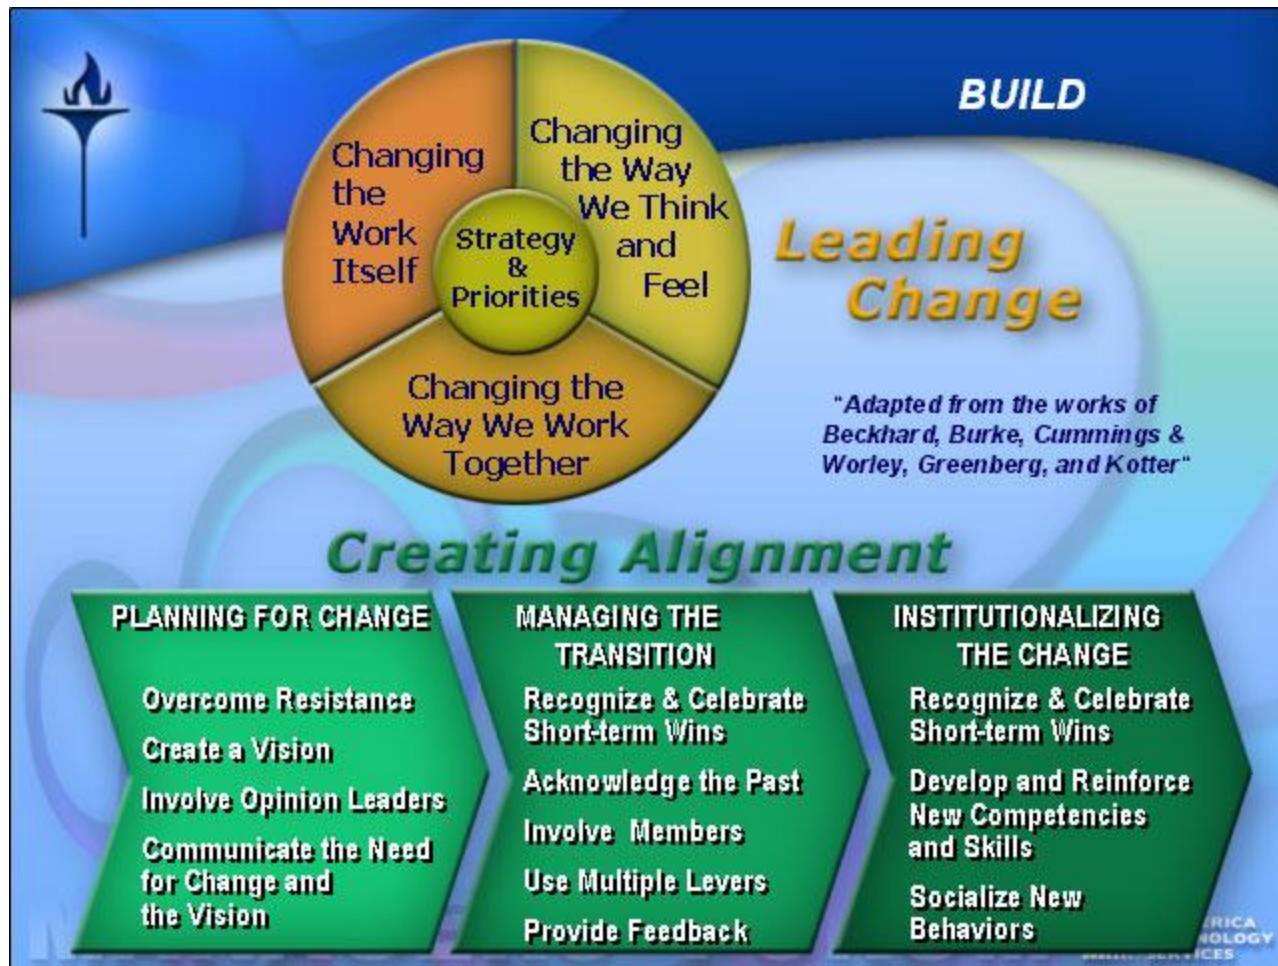 BUILD
Changing
the
Work
Itself
Changing
the Way
We Think
and
Feel
Strategy
&
Priorities
Changing the
Way We Work
Together
Leading
Change
"Adapted from the works of
Beckhard, Burke, Cummings &
Worley, Greenberg, and Kotter"
Creating Alignment
PLANNING FOR CHANGE
Overcome Resistance
Create a Vision
Involve Opinion Leaders
Communicate the Need
for Change and
the Vision
MANAGING THE
TRANSITION
Recognize & Celebrate
Short-term Wins
Acknowledge the Past
Involve Members
Use Multiple Levers
Provide Feedback
INSTITUTIONALIZING
THE CHANGE
Recognize & Celebrate
Short-term Wins
Develop and Reinforce
New Competencies
and Skills
Socialize New
Behaviors